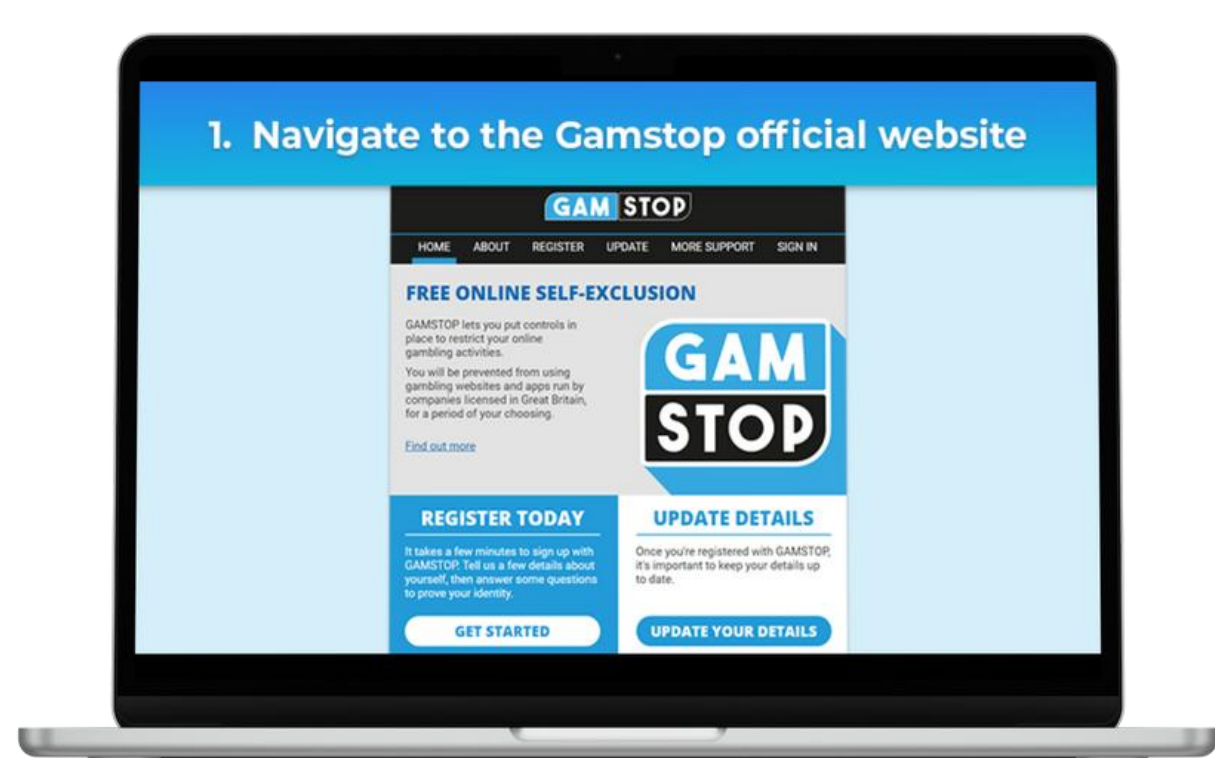 1. Navigate to the Gamstop official website
GAM STOP
HOME ABOUT REGISTER UPDATE MORE SUPPORT SIGN IN
FREE ONLINE SELF-EXCLUSION
GAMSTOP lets you put controls in
place to restrict your online
gambling activities.
You will be prevented from using
gambling websites and apps run by
companies licensed in Great Britain,
for a period of your choosing.
Find out more
GAM
STOP
REGISTER TODAY
It takes a few minutes to sign up with
GAMSTOP. Tell us a few details about
yourself, then answer some questions
to prove your identity.
GET STARTED
UPDATE DETAILS
Once you're registered with GAMSTOP,
it's important to keep your details up
to date.
UPDATE YOUR DETAILS